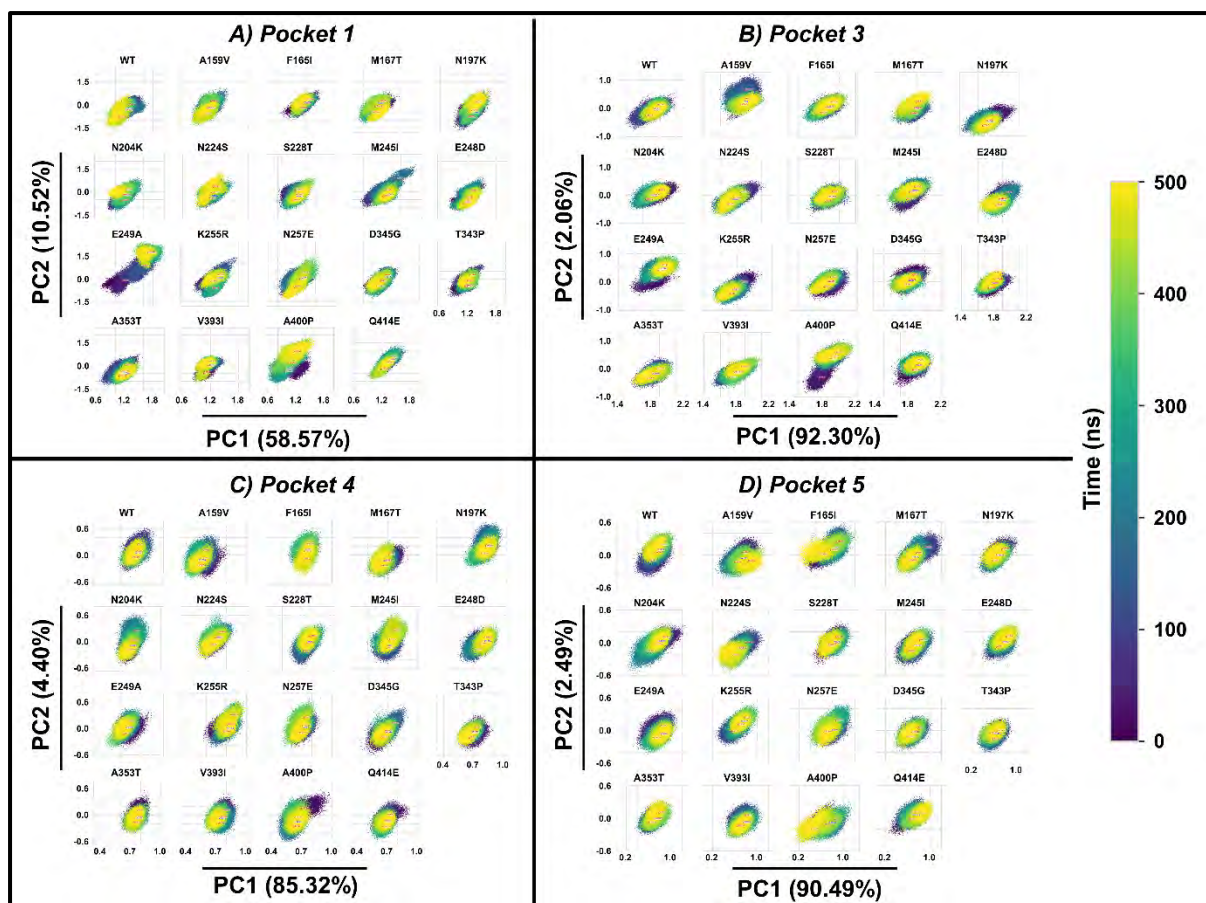 A) Pocket 1
WT A159V F165I M167T N197K
1.5
0.0
-1.5
N204K N224S S228T M245I E248D
1.5
0.0
-1.5
E249A K255R N257E D345G T343P
1.5
0.0
-1.5
0.6 1.2 1.8
A353T V393I A400P Q414E
1.5
0.0
-1.5
0.6 1.2 1.8 0.6 1.2 1.8 0.6 1.2 1.8 0.6 1.2 1.8
PC2 (10.52%)
PC1 (58.57%)
B) Pocket 3
WT A159V F165I M167T N197K
1.0
0.0
-1.0
N204K N224S S228T M245I E248D
1.0
0.0
-1.0
E249A K255R N257E D345G T343P
1.0
0.0
-1.0
1.4 1.8 2.2
A353T V393I A400P Q414E
1.0
0.0
-1.0
1.4 1.8 2.2 1.4 1.8 2.2 1.4 1.8 2.2 1.4 1.8 2.2
PC2 (2.06%)
PC1 (92.30%)
C) Pocket 4
WT A159V F165I M167T N197K
0.6
0.0
-0.6
N204K N224S S228T M245I E248D
0.6
0.0
-0.6
E249A K255R N257E D345G T343P
0.6
0.0
-0.6
0.4 0.7 1.0
A353T V393I A400P Q414E
0.6
0.0
-0.6
0.4 0.7 1.0 0.4 0.7 1.0 0.4 0.7 1.0 0.4 0.7 1.0
PC2 (4.40%)
PC1 (85.32%)
D) Pocket 5
WT A159V F165I M167T N197K
0.6
0.0
-0.6
N204K N224S S228T M245I E248D
0.6
0.0
-0.6
E249A K255R N257E D345G T343P
0.6
0.0
-0.6
0.2 1.0
A353T V393I A400P Q414E
0.6
0.0
-0.6
0.2 1.0 0.2 1.0 0.2 1.0 0.2 1.0
PC2 (2.49%)
PC1 (90.49%)
500
400
300
200
100
0
Time (ns)